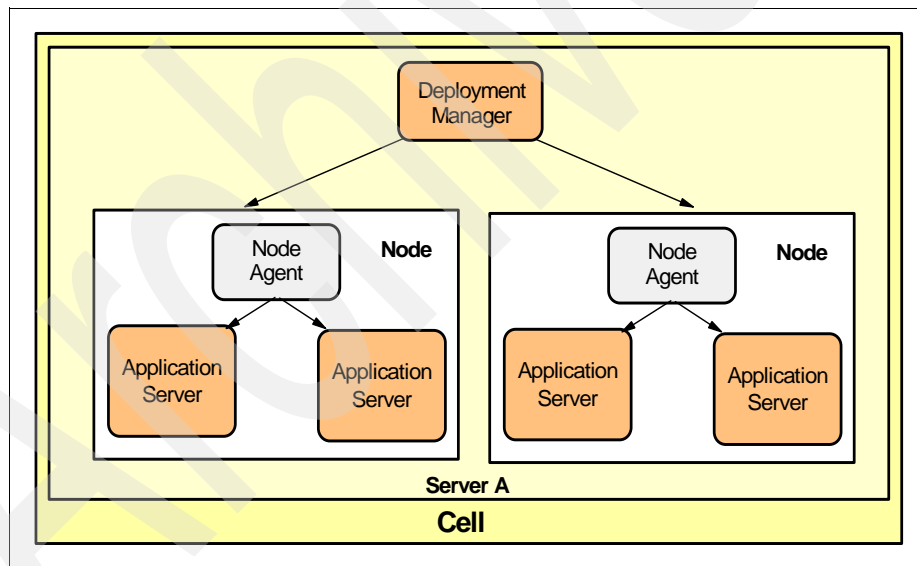 Deployment
Manager
Node
Agent
Node
Application
Server
Application
Server
Node
Agent
Node
Application
Server
Application
Server
Server A
Cell